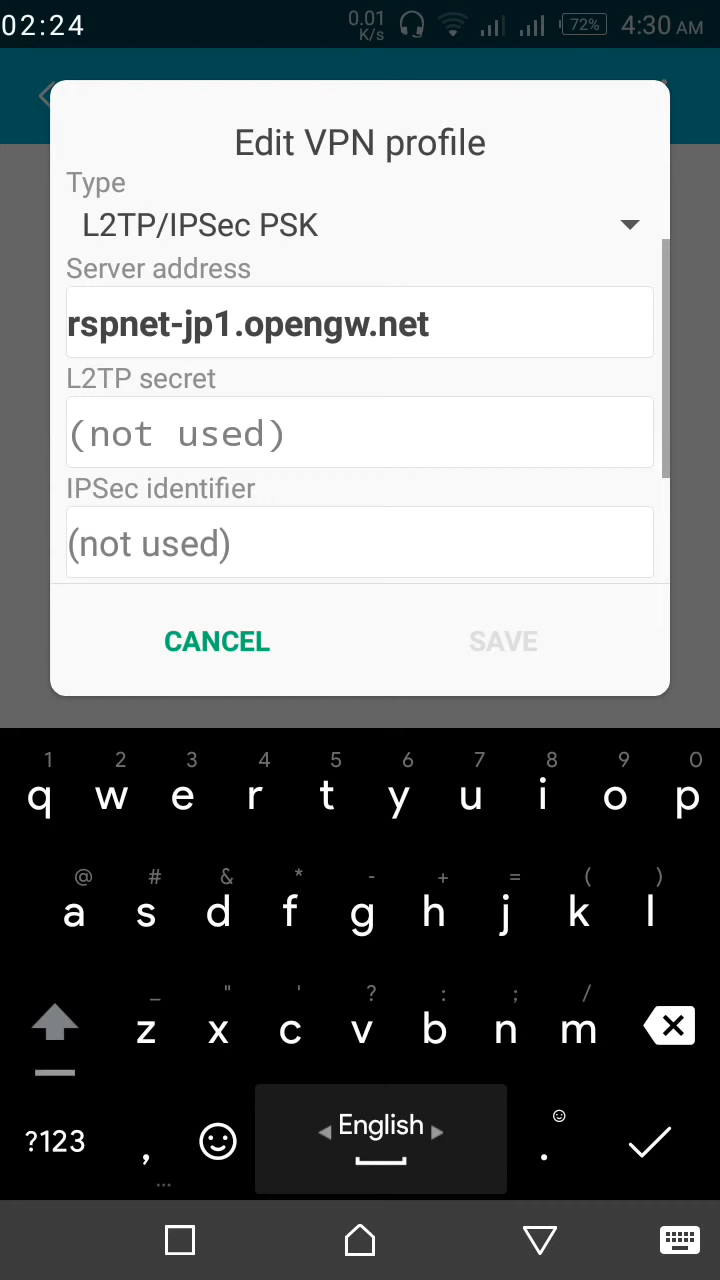 02:24 0.01 K/s 72% 4:30 AM
Edit VPN profile
Type
L2TP/IPSec PSK
Server address
rspnet-jp1.opengw.net
L2TP secret
(not used)
IPSec identifier
(not used)
CANCEL SAVE
1 2 3 4 5 6 7 8 9 0
q w e r t y u i o p
@ # & * - + = ( )
a s d f g h j k l
_ " ' ? : ; /
z x c v b n m
?123 , ... English .